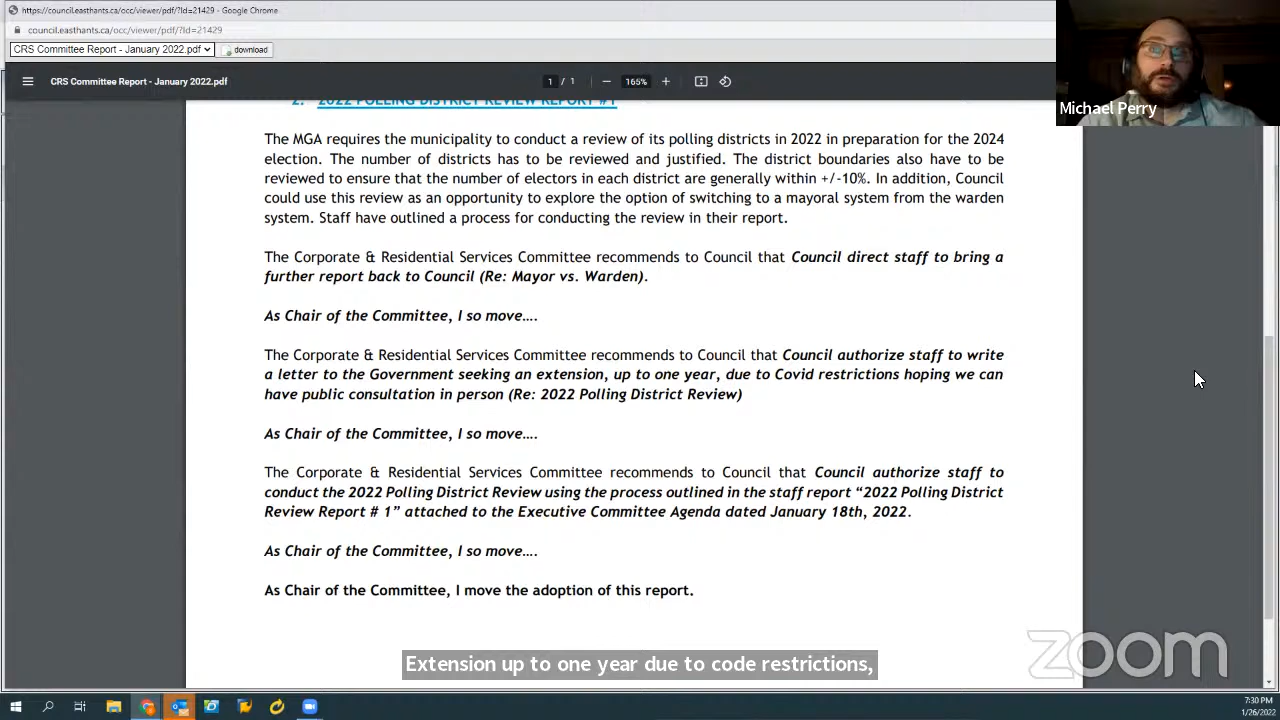 https://council.easthants.ca/occ/viewer/pdf/?Id=21429 - Google Chrome
council.easthants.ca/occ/viewer/pdf/?Id=21429
CRS Committee Report - January 2022.pdf
download
CRS Committee Report - January 2022.pdf
1 / 1
165%
Michael Perry
2. 2022 POLLING DISTRICT REVIEW REPORT #1
The MGA requires the municipality to conduct a review of its polling districts in 2022 in preparation for the 2024
election. The number of districts has to be reviewed and justified. The district boundaries also have to be
reviewed to ensure that the number of electors in each district are generally within +/-10%. In addition, Council
could use this review as an opportunity to explore the option of switching to a mayoral system from the warden
system. Staff have outlined a process for conducting the review in their report.
The Corporate & Residential Services Committee recommends to Council that Council direct staff to bring a
further report back to Council (Re: Mayor vs. Warden).
As Chair of the Committee, I so move….
The Corporate & Residential Services Committee recommends to Council that Council authorize staff to write
a letter to the Government seeking an extension, up to one year, due to Covid restrictions hoping we can
have public consultation in person (Re: 2022 Polling District Review)
As Chair of the Committee, I so move….
The Corporate & Residential Services Committee recommends to Council that Council authorize staff to
conduct the 2022 Polling District Review using the process outlined in the staff report “2022 Polling District
Review Report # 1” attached to the Executive Committee Agenda dated January 18th, 2022.
As Chair of the Committee, I so move….
As Chair of the Committee, I move the adoption of this report.
zoom
Extension up to one year due to code restrictions,
7:30 PM
1/26/2022